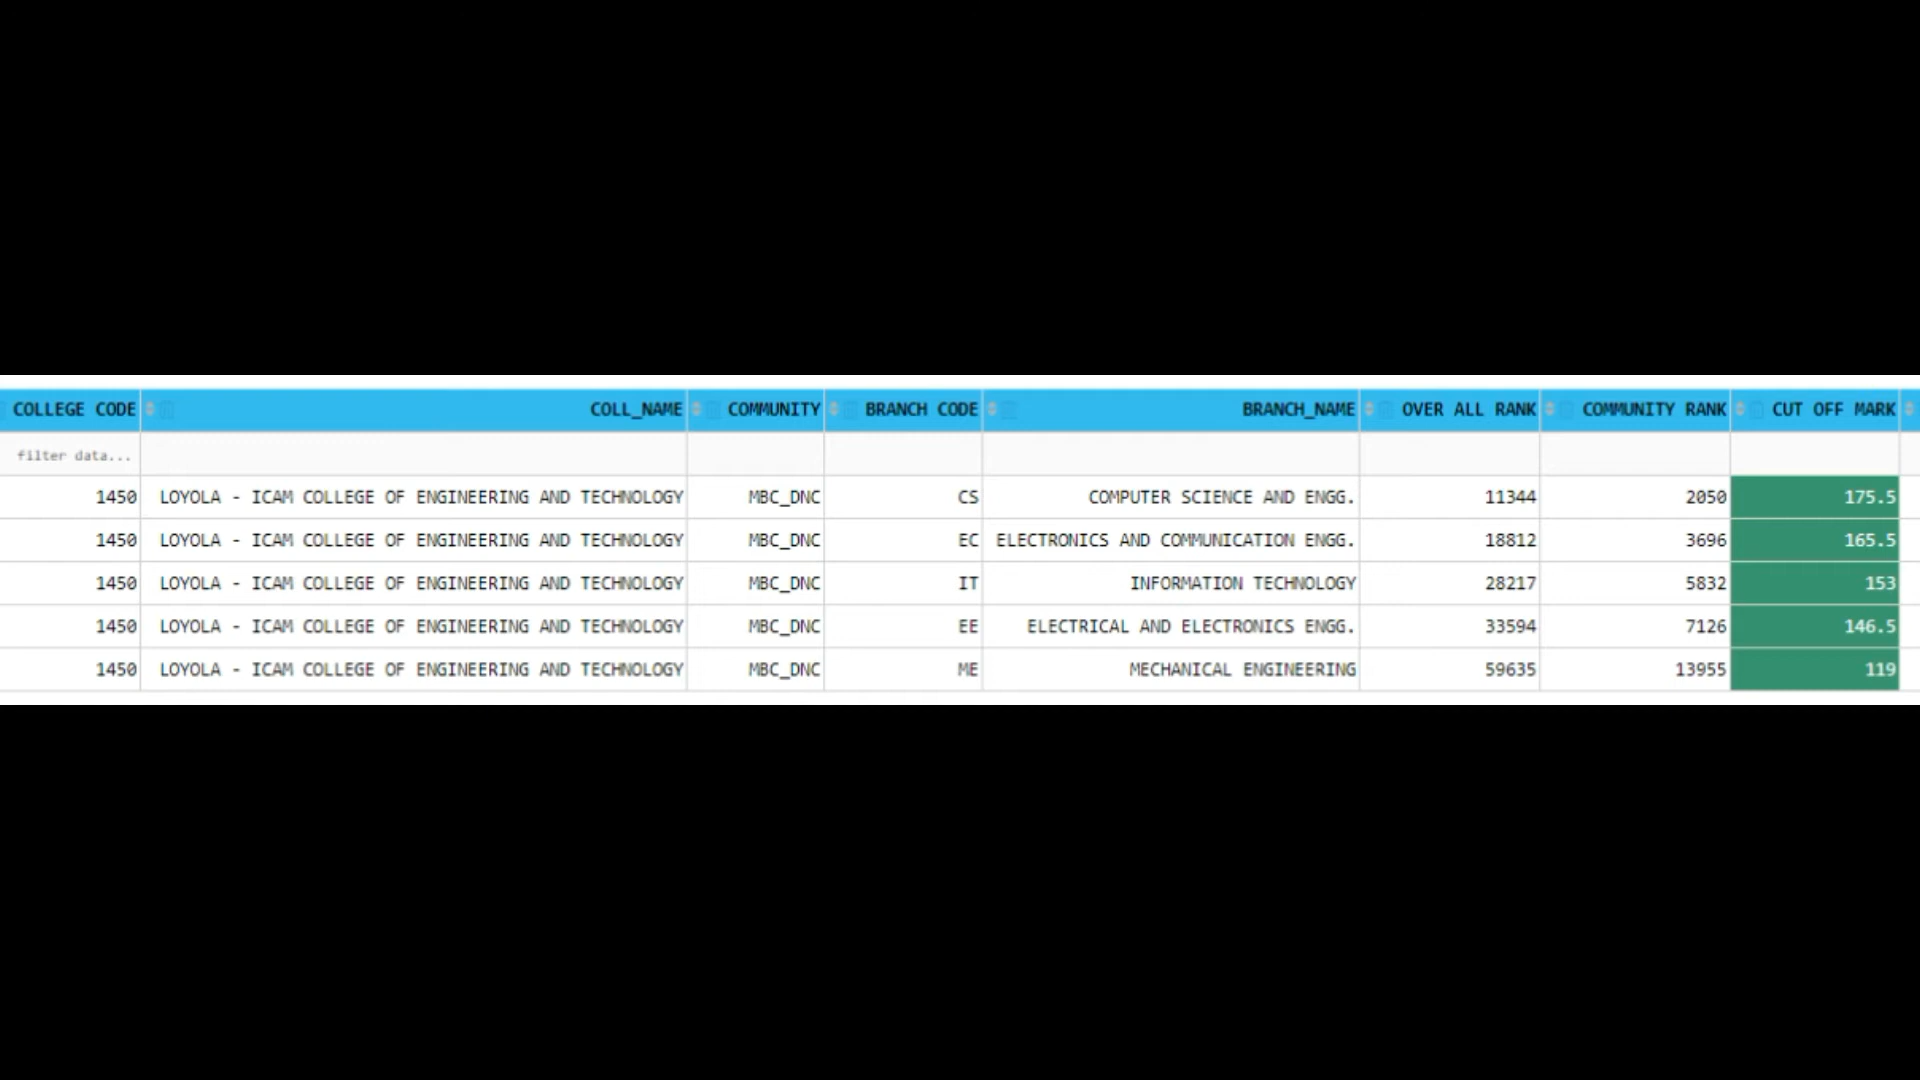 COLLEGE CODE COLL_NAME COMMUNITY BRANCH CODE BRANCH_NAME OVER ALL RANK COMMUNITY RANK CUT OFF MARK
filter data...
1450 LOYOLA - ICAM COLLEGE OF ENGINEERING AND TECHNOLOGY MBC_DNC CS COMPUTER SCIENCE AND ENGG. 11344 2050 175.5
1450 LOYOLA - ICAM COLLEGE OF ENGINEERING AND TECHNOLOGY MBC_DNC EC ELECTRONICS AND COMMUNICATION ENGG. 18812 3696 165.5
1450 LOYOLA - ICAM COLLEGE OF ENGINEERING AND TECHNOLOGY MBC_DNC IT INFORMATION TECHNOLOGY 28217 5832 153
1450 LOYOLA - ICAM COLLEGE OF ENGINEERING AND TECHNOLOGY MBC_DNC EE ELECTRICAL AND ELECTRONICS ENGG. 33594 7126 146.5
1450 LOYOLA - ICAM COLLEGE OF ENGINEERING AND TECHNOLOGY MBC_DNC ME MECHANICAL ENGINEERING 59635 13955 119